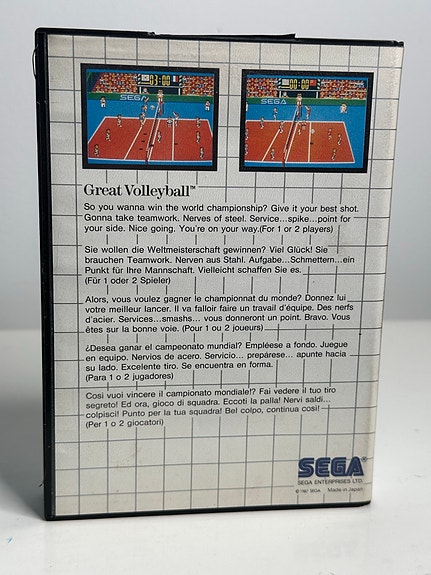 03:00
SEGA
00:00
SEGA
Great Volleyball™
So you wanna win the world championship? Give it your best shot.
Gonna take teamwork. Nerves of steel. Service...spike...point for
your side. Nice going. You're on your way.(For 1 or 2 players)
Sie wollen die Weltmeisterschaft gewinnen? Viel Glück! Sie
brauchen Teamwork. Nerven aus Stahl. Aufgabe...Schmettern...ein
Punkt für Ihre Mannschaft. Vielleicht schaffen Sie es.
(Für 1 oder 2 Spieler)
Alors, vous voulez gagner le championnat du monde? Donnez lui
votre meilleur lancer. Il va falloir faire un travail d'équipe. Des nerfs
d'acier. Services...smashs... vous donneront un point. Bravo. Vous
êtes sur la bonne voie. (Pour 1 ou 2 joueurs)
¿Desea ganar el campeonato mundial? Empléese a fondo. Juegue
en equipo. Nervios de acero. Servicio... prepárese... apunte hacia
su lado. Excelente tiro. Se encuentra en forma.
(Para 1 o 2 jugadores)
Cosi vuoi vincere il campionato mondiale!? Fai vedere il tuo tiro
segreto! Ed ora, gioco di squadra. Eccoti la palla! Nervi saldi...
colpisci! Punto per la tua squadra! Bel colpo, continua cosi!
(Per 1 o 2 giocatori)
SEGA®
SEGA ENTERPRISES LTD.
© 1987 SEGA Made in Japan